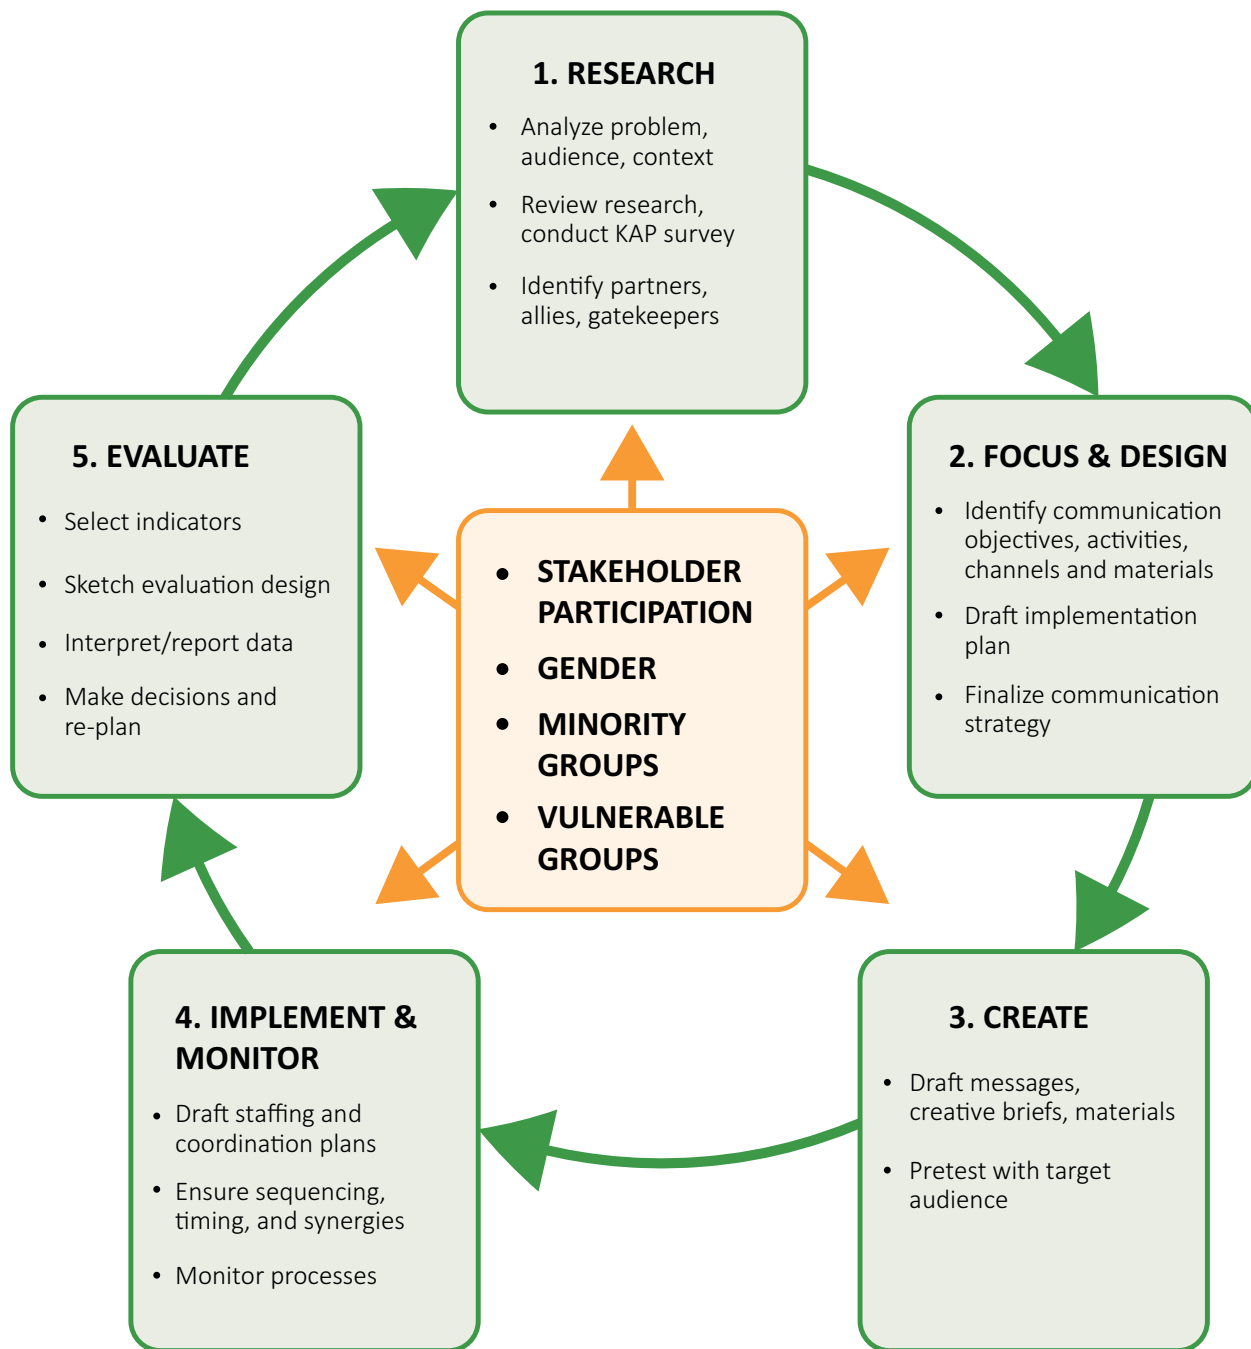 1. RESEARCH
• Analyze problem,
audience, context
• Review research,
conduct KAP survey
• Identify partners,
allies, gatekeepers
2. FOCUS & DESIGN
• Identify communication
objectives, activities,
channels and materials
• Draft implementation
plan
• Finalize communication
strategy
3. CREATE
• Draft messages,
creative briefs, materials
• Pretest with target
audience
4. IMPLEMENT &
MONITOR
• Draft staffing and
coordination plans
• Ensure sequencing,
timing, and synergies
• Monitor processes
5. EVALUATE
• Select indicators
• Sketch evaluation design
• Interpret/report data
• Make decisions and
re-plan
• STAKEHOLDER
PARTICIPATION
• GENDER
• MINORITY
GROUPS
• VULNERABLE
GROUPS